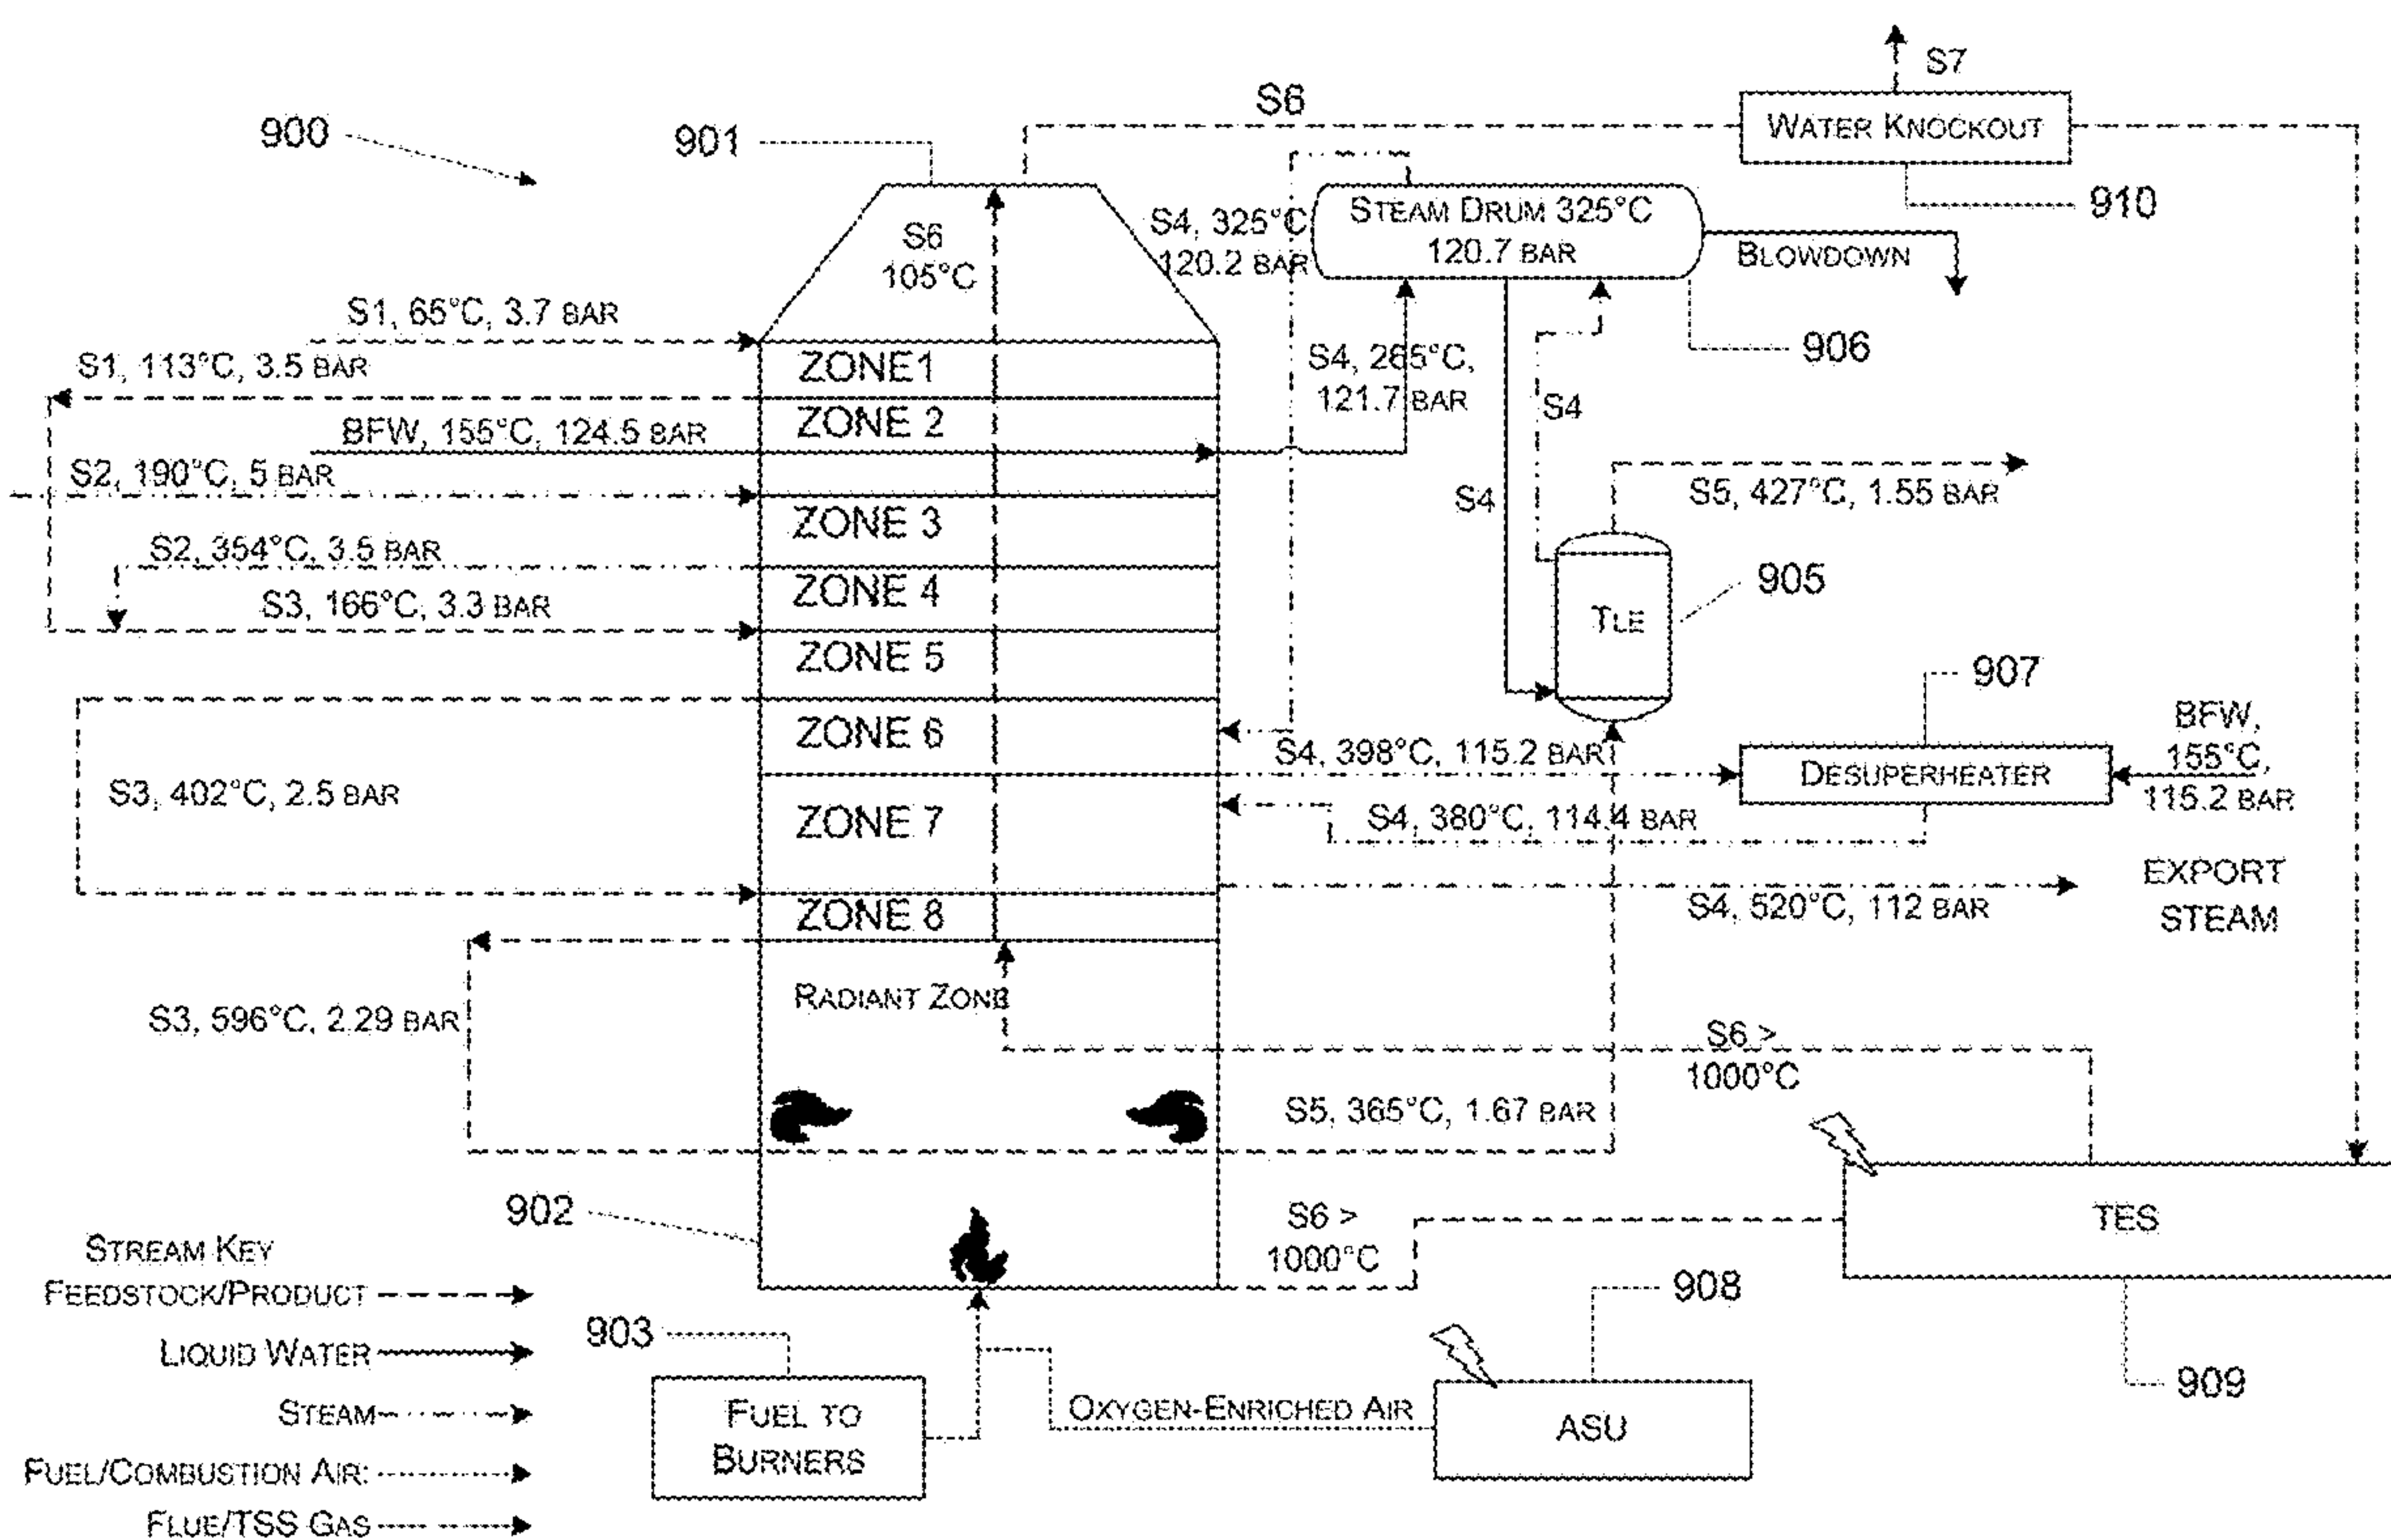 S7
S6
WATER KNOCKOUT
900
901
910
S6
105°C
S4, 325°C
120.2 BAR
STEAM DRUM 325°C
120.7 BAR
BLOWDOWN
S1, 65°C, 3.7 BAR
906
S1, 113°C, 3.5 BAR
ZONE1
S4, 265°C,
121.7 BAR
S4
BFW, 155°C, 124.5 BAR
ZONE 2
S2, 190°C, 5 BAR
S4
S5, 427°C, 1.55 BAR
ZONE 3
S2, 354°C, 3.5 BAR
ZONE 4
S3, 166°C, 3.3 BAR
TLE
905
ZONE 5
907
ZONE 6
S4, 398°C, 115.2 BAR
DESUPERHEATER
BFW,
155°C,
115.2 BAR
S3, 402°C, 2.5 BAR
ZONE 7
S4, 380°C, 114.4 BAR
EXPORT
STEAM
ZONE 8
S4, 520°C, 112 BAR
RADIANT ZONE
S3, 596°C, 2.29 BAR
S6 >
1000°C
S5, 365°C, 1.67 BAR
902
S6 >
1000°C
TES
STREAM KEY
FEEDSTOCK/PRODUCT
LIQUID WATER
STEAM
FUEL/COMBUSTION AIR:
FLUE/TSS GAS
903
908
909
FUEL TO
BURNERS
OXYGEN-ENRICHED AIR
ASU